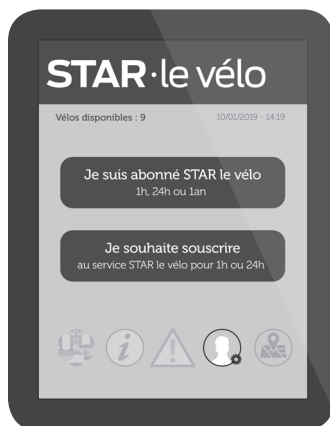 STAR·le vélo
Vélos disponibles : 9 10/01/2019 - 14:19
Je suis abonné STAR le vélo
1h, 24h ou 1an
Je souhaite souscrire
au service STAR le vélo pour 1h ou 24h
i
!